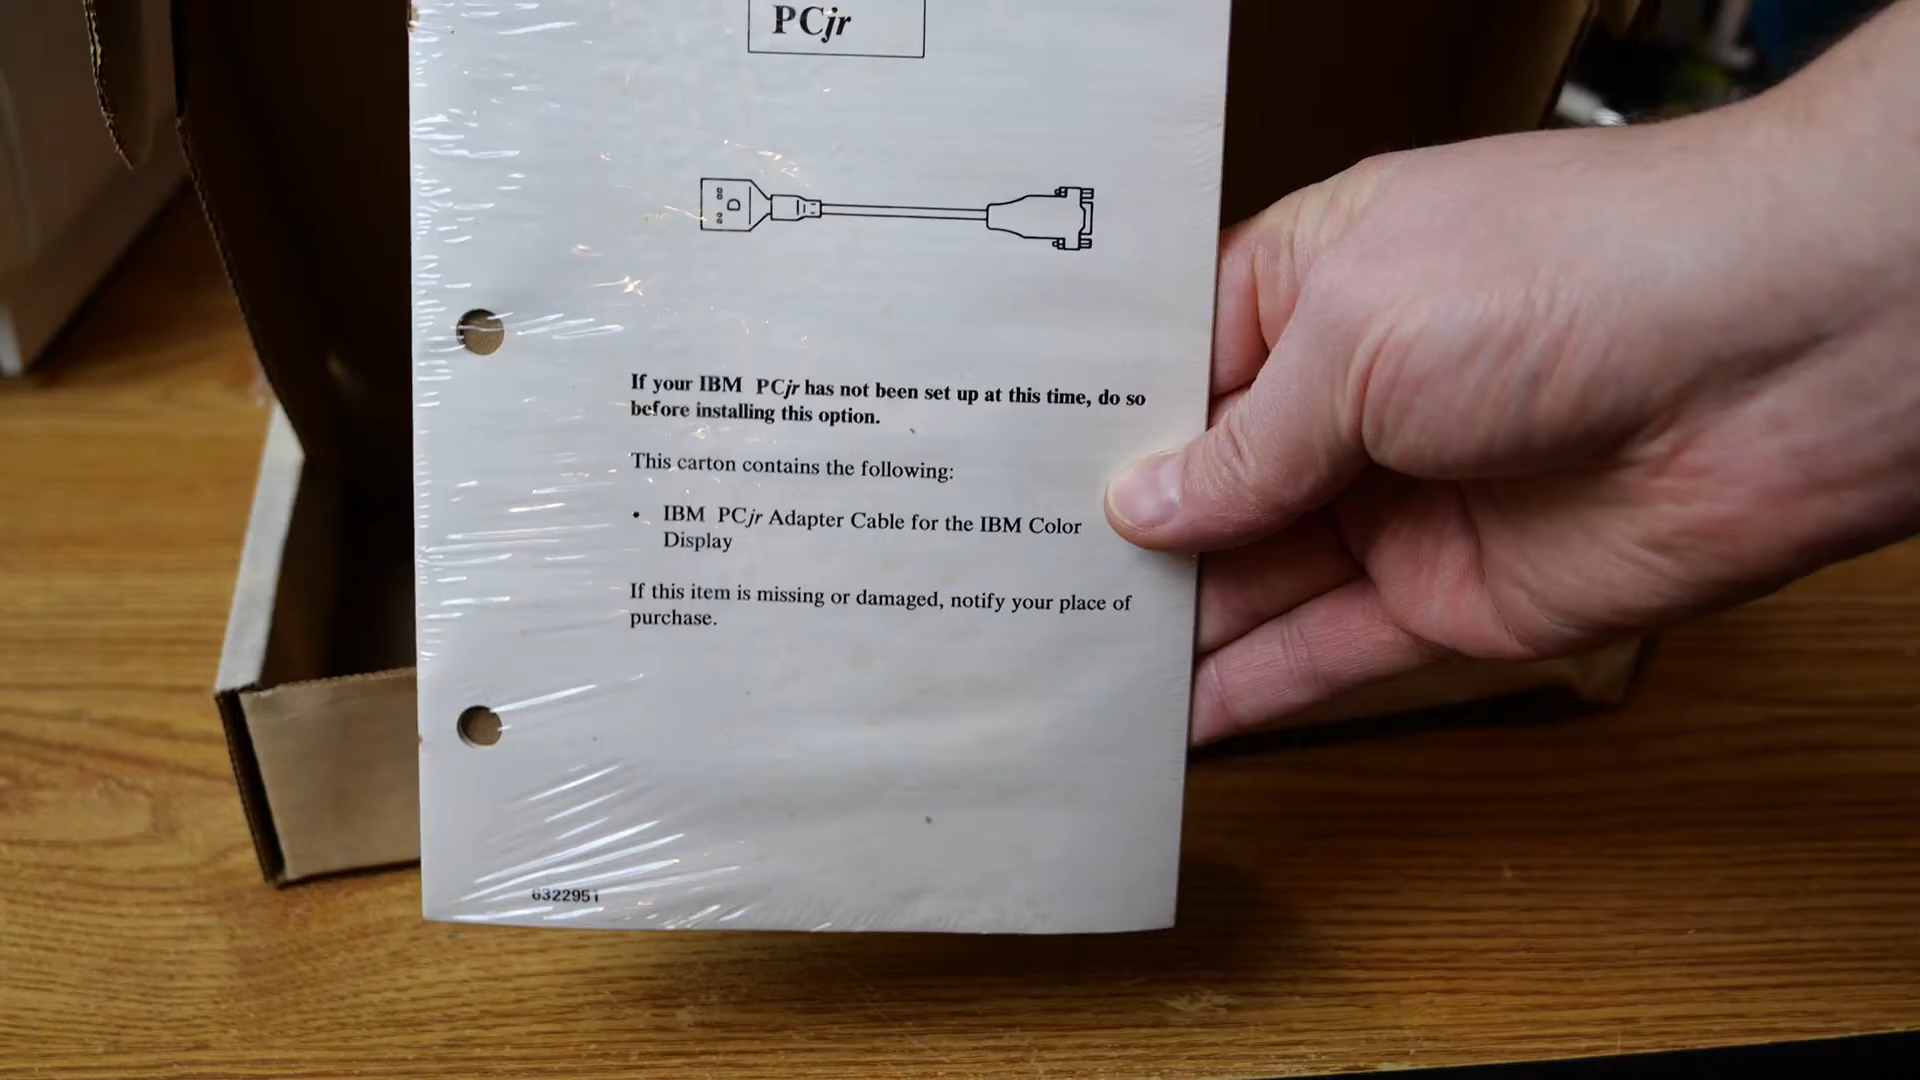 PCjr
D
If your IBM PCjr has not been set up at this time, do so
before installing this option.
This carton contains the following:
• IBM PCjr Adapter Cable for the IBM Color
Display
If this item is missing or damaged, notify your place of
purchase.
6322951